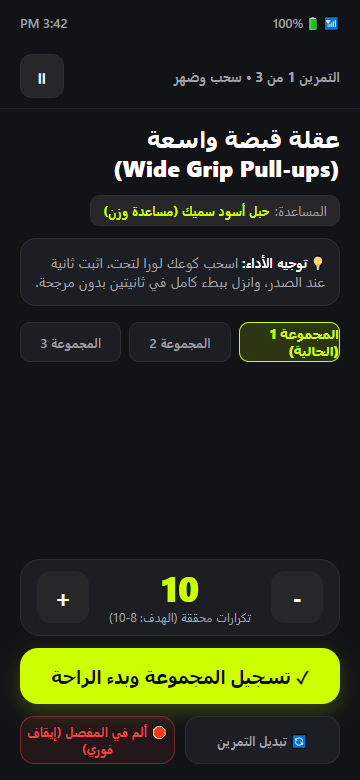 PM 3:42
100% 🔋 📶
التمرين 1 من 3 • سحب وضهر
⏸
عقلة قبضة واسعة
(Wide Grip Pull-ups)
المساعدة: حبل أسود سميك (مساعدة وزن)
💡 توجيه الأداء: اسحب كوعك لورا لتحت، اثبت ثانية
عند الصدر، وانزل ببطء كامل في ثانيتين بدون مرجحة.
المجموعة 1
(الحالية)
المجموعة 2
المجموعة 3
-
10
+
تكرارات محققة (الهدف: 8-10)
✓ تسجيل المجموعة وبدء الراحة
🔄 تبديل التمرين
🛑 ألم في المفصل (إيقاف
فوري)